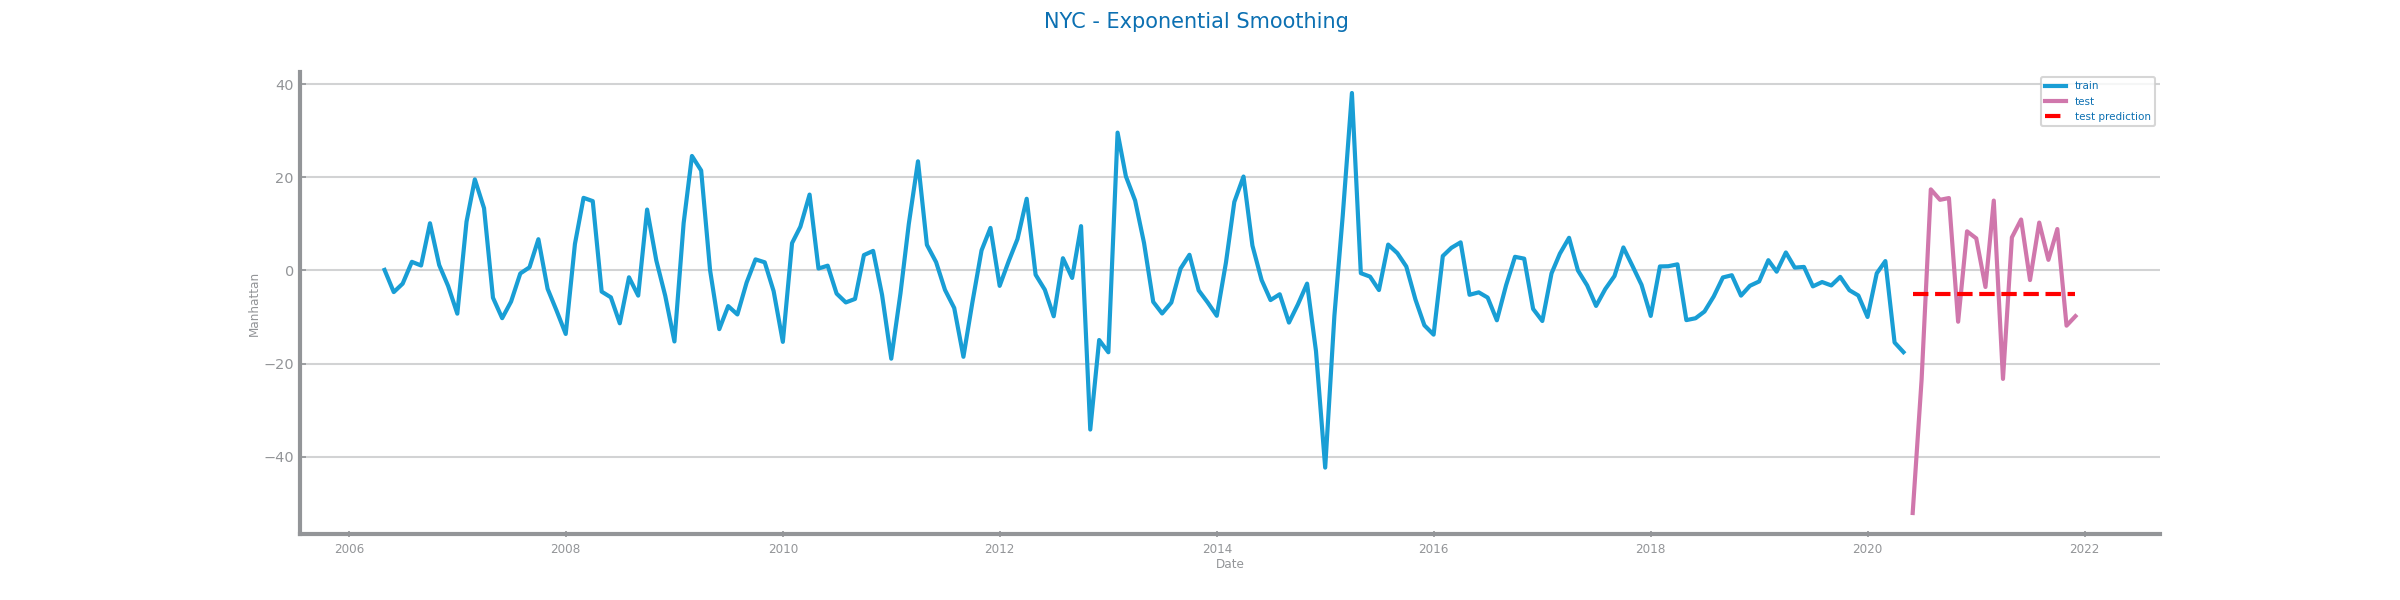 NYC - Exponential Smoothing
train
test
test prediction
40
20
0
−20
−40
Manhattan
2006
2008
2010
2012
2014
2016
2018
2020
2022
Date